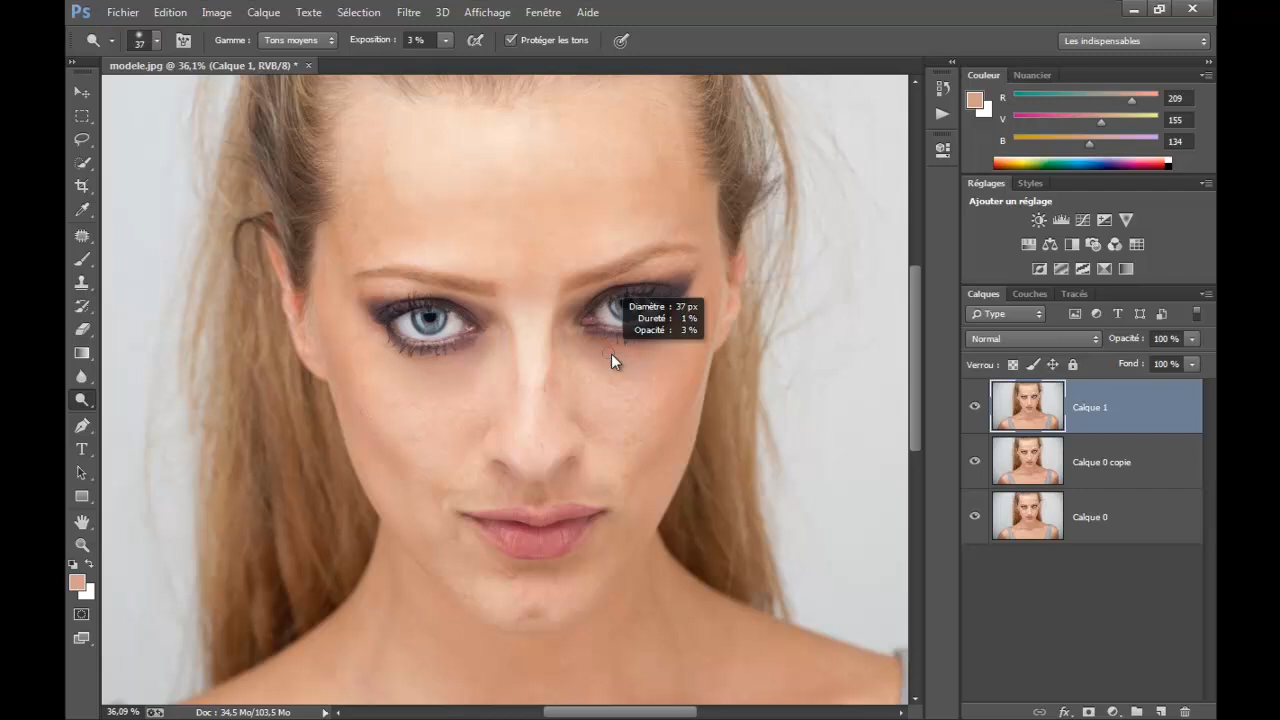 Ps Fichier Edition Image Calque Texte Sélection Filtre 3D Affichage Fenêtre Aide
37 Gamme : Tons moyens Exposition : 3 % Protéger les tons Les indispensables
modele.jpg @ 36,1% (Calque 1, RVB/8) * ×
Couleur Nuancier
R 209
V 155
B 134
Réglages Styles
Ajouter un réglage
Diamètre : 37 px
Dureté : 1 %
Opacité : 3 %
Calques Couches Tracés
Type
Normal Opacité : 100 %
Verrou : Fond : 100 %
Calque 1
Calque 0 copie
Calque 0
T
36,09 % Doc : 34,5 Mo/103,5 Mo
fx